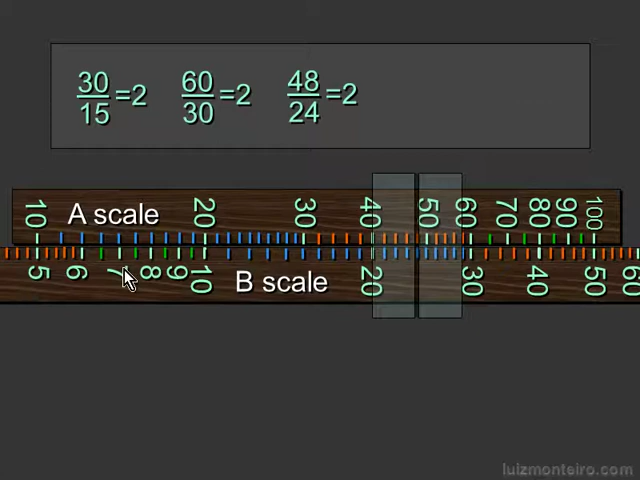 30/15=2 60/30=2 48/24=2
A scale
10 20 30 40 50 60 70 80 90 100
5 6 7 8 9 10 20 30 40 50 60
B scale
luizmonteiro.com